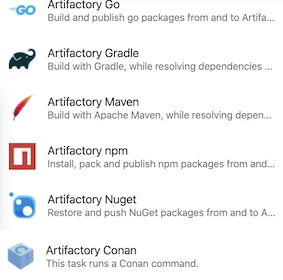 Artifactory Go
Build and publish go packages from and to Artifa...
Artifactory Gradle
Build with Gradle, while resolving dependencies ...
Artifactory Maven
Build with Apache Maven, while resolving depen...
Artifactory npm
Install, pack and publish npm packages from and...
Artifactory Nuget
Restore and push NuGet packages from and to A...
Artifactory Conan
This task runs a Conan command.